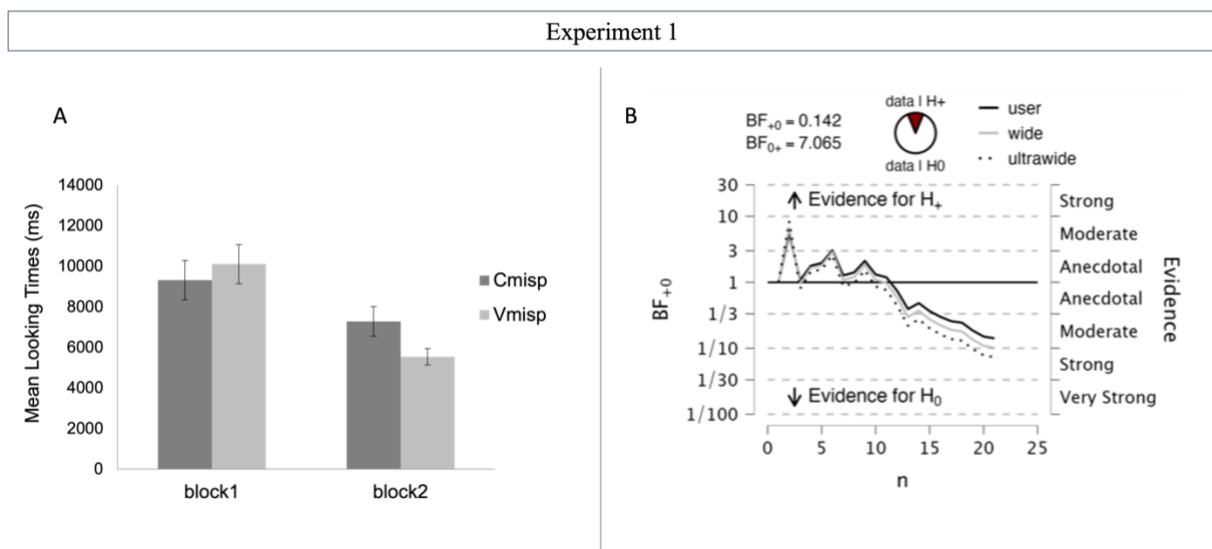 Experiment 1
A
14000
12000
10000
8000
6000
4000
2000
0
Mean Looking Times (ms)
block1
block2
Cmisp
Vmisp
B
BF+0 = 0.142
BF0+ = 7.065
data | H+
data | H0
user
wide
ultrawide
30
10
3
1
1/3
1/10
1/30
1/100
BF+0
Evidence for H+
Evidence for H0
Strong
Moderate
Anecdotal
Anecdotal
Moderate
Strong
Very Strong
Evidence
0 5 10 15 20 25
n